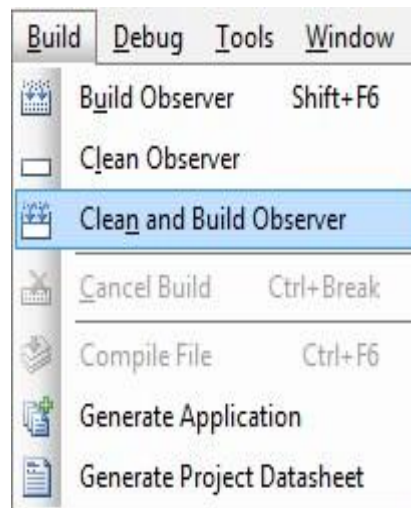 Build Debug Tools Window
Build Observer Shift+F6
Clean Observer
Clean and Build Observer
Cancel Build Ctrl+Break
Compile File Ctrl+F6
Generate Application
Generate Project Datasheet